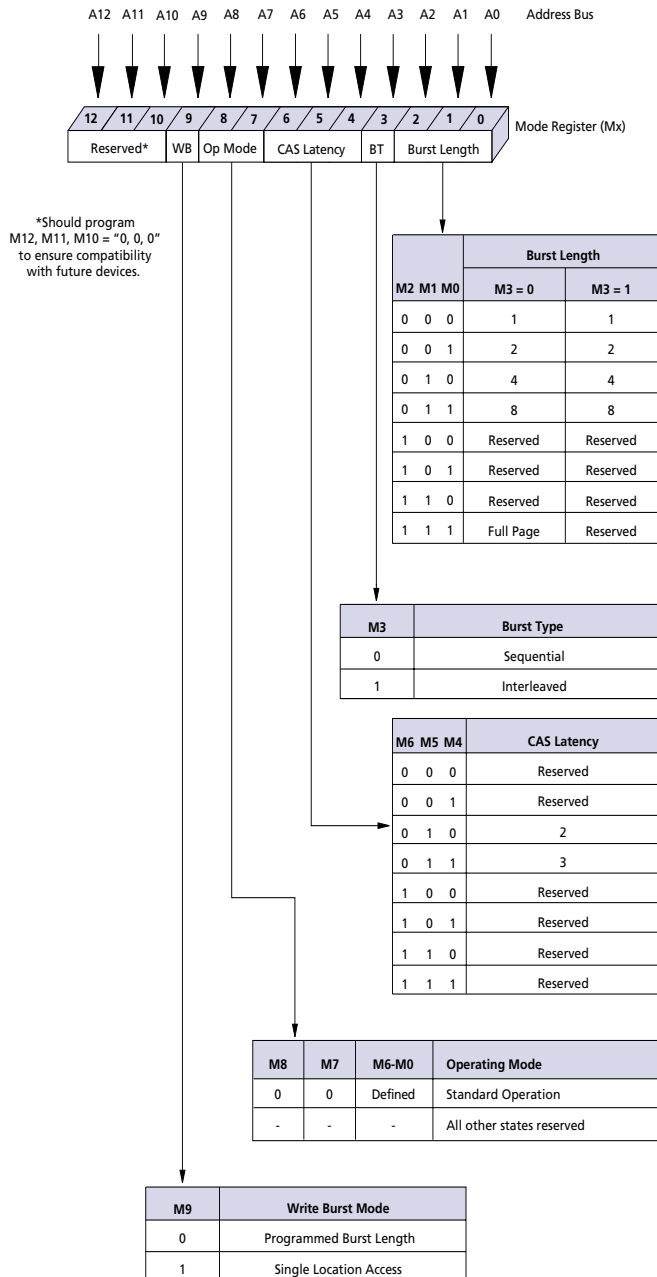 A12 A11 A10 A9 A8 A7 A6 A5 A4 A3 A2 A1 A0 Address Bus
12 11 10 9 8 7 6 5 4 3 2 1 0
Mode Register (Mx)
Reserved* WB Op Mode CAS Latency BT Burst Length
*Should program
M12, M11, M10 = “0, 0, 0”
to ensure compatibility
with future devices.
Burst Length
M2 M1 M0 M3 = 0 M3 = 1
0 0 0 1 1
0 0 1 2 2
0 1 0 4 4
0 1 1 8 8
1 0 0 Reserved Reserved
1 0 1 Reserved Reserved
1 1 0 Reserved Reserved
1 1 1 Full Page Reserved
M3 Burst Type
0 Sequential
1 Interleaved
M6 M5 M4 CAS Latency
0 0 0 Reserved
0 0 1 Reserved
0 1 0 2
0 1 1 3
1 0 0 Reserved
1 0 1 Reserved
1 1 0 Reserved
1 1 1 Reserved
M8 M7 M6-M0 Operating Mode
0 0 Defined Standard Operation
- - - All other states reserved
M9 Write Burst Mode
0 Programmed Burst Length
1 Single Location Access